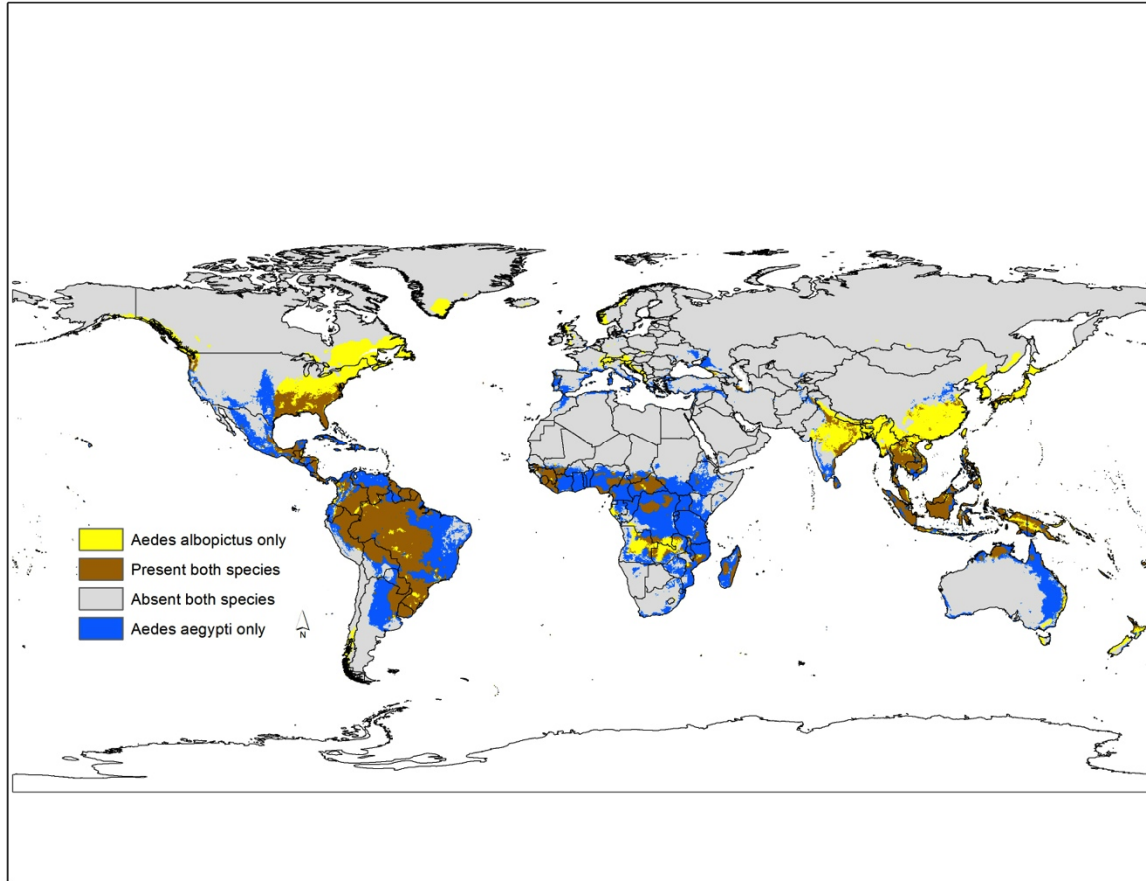 Aedes albopictus only
Present both species
Absent both species
Aedes aegypti only
N